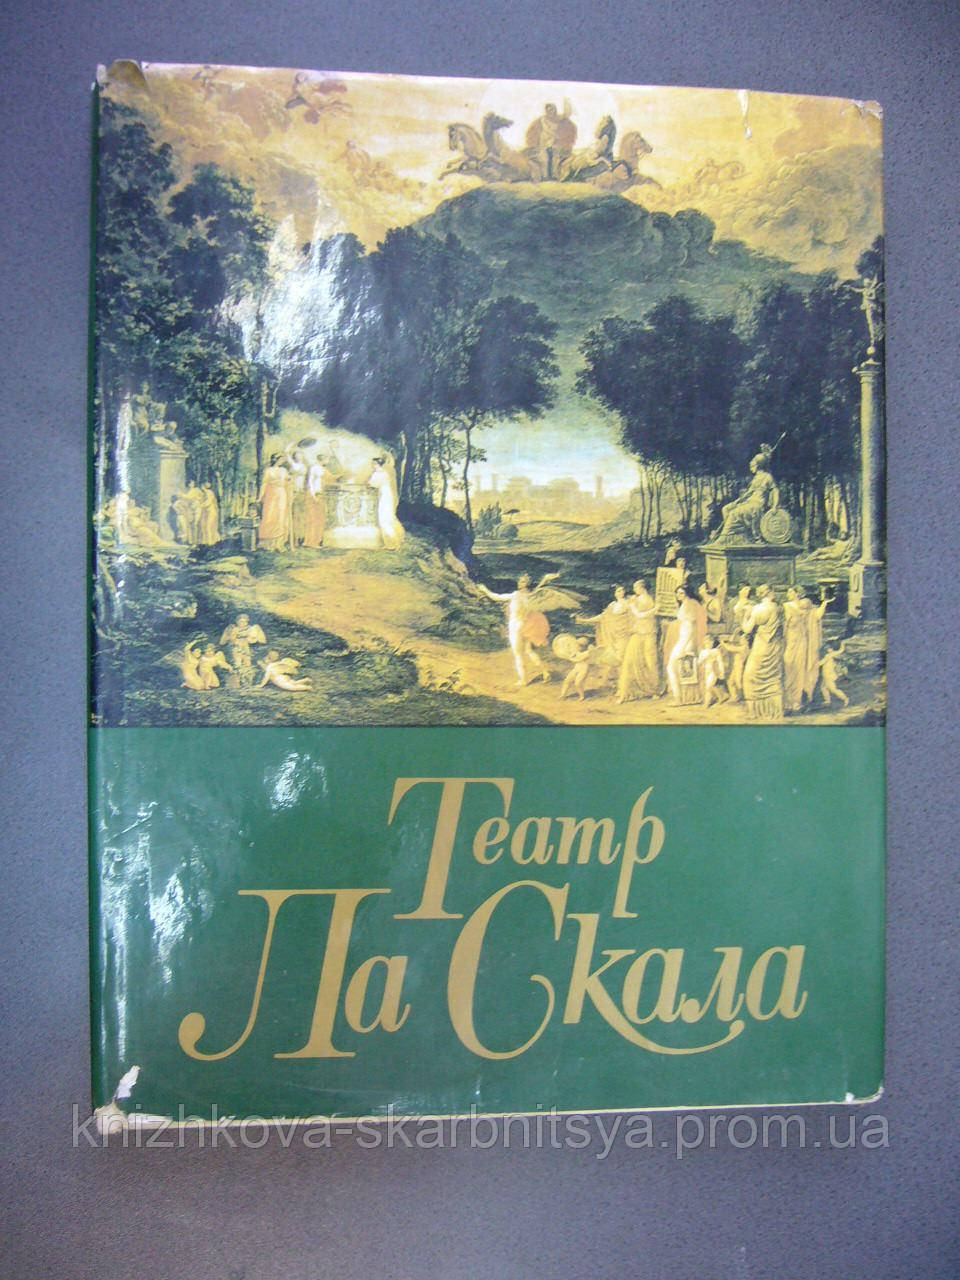 Театр
Ла Скала
knizhkova-skarbnitsya.prom.ua